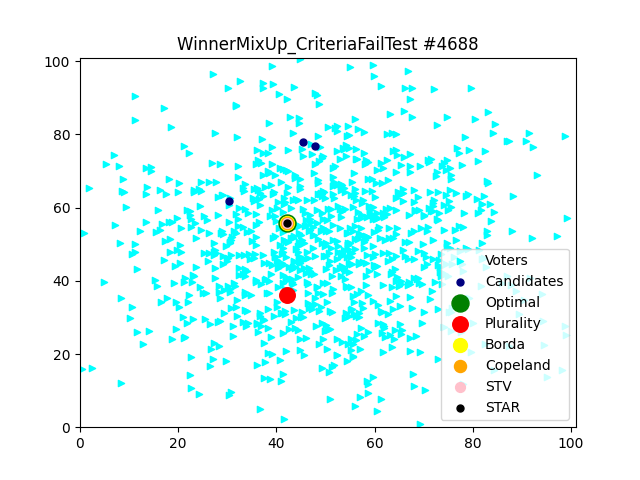 WinnerMixUp_CriteriaFailTest #4688
100
80
60
40
20
0
0 20 40 60 80 100
Voters
Candidates
Optimal
Plurality
Borda
Copeland
STV
STAR